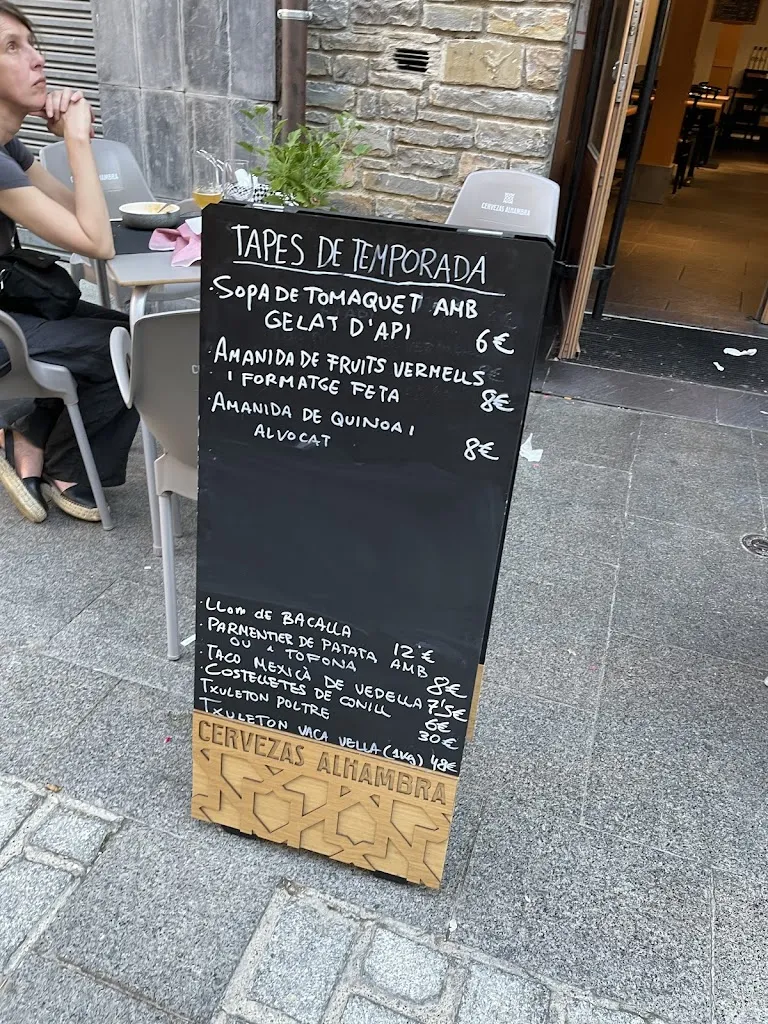 CERVEZAS ALHAMBRA
TAPES DE TEMPORADA
·SOPA DE TOMAQUET AMB
GELAT D'API 6€
·AMANIDA DE FRUITS VERMELLS
I FORMATGE FETA 8€
·AMANIDA DE QUINOA I
ALVOCAT 8€
·LLOM DE BACALLA 12€
·PARMENTIER DE PATATA AMB
OU I TOFONA 8€
·TACO MEXICÀ DE VEDELLA 7'5€
·COSTELLETES DE CONILL 6€
TXULETON POLTRE 30€
TXULETON VACA VELLA (1KG) 48€
CERVEZAS ALHAMBRA